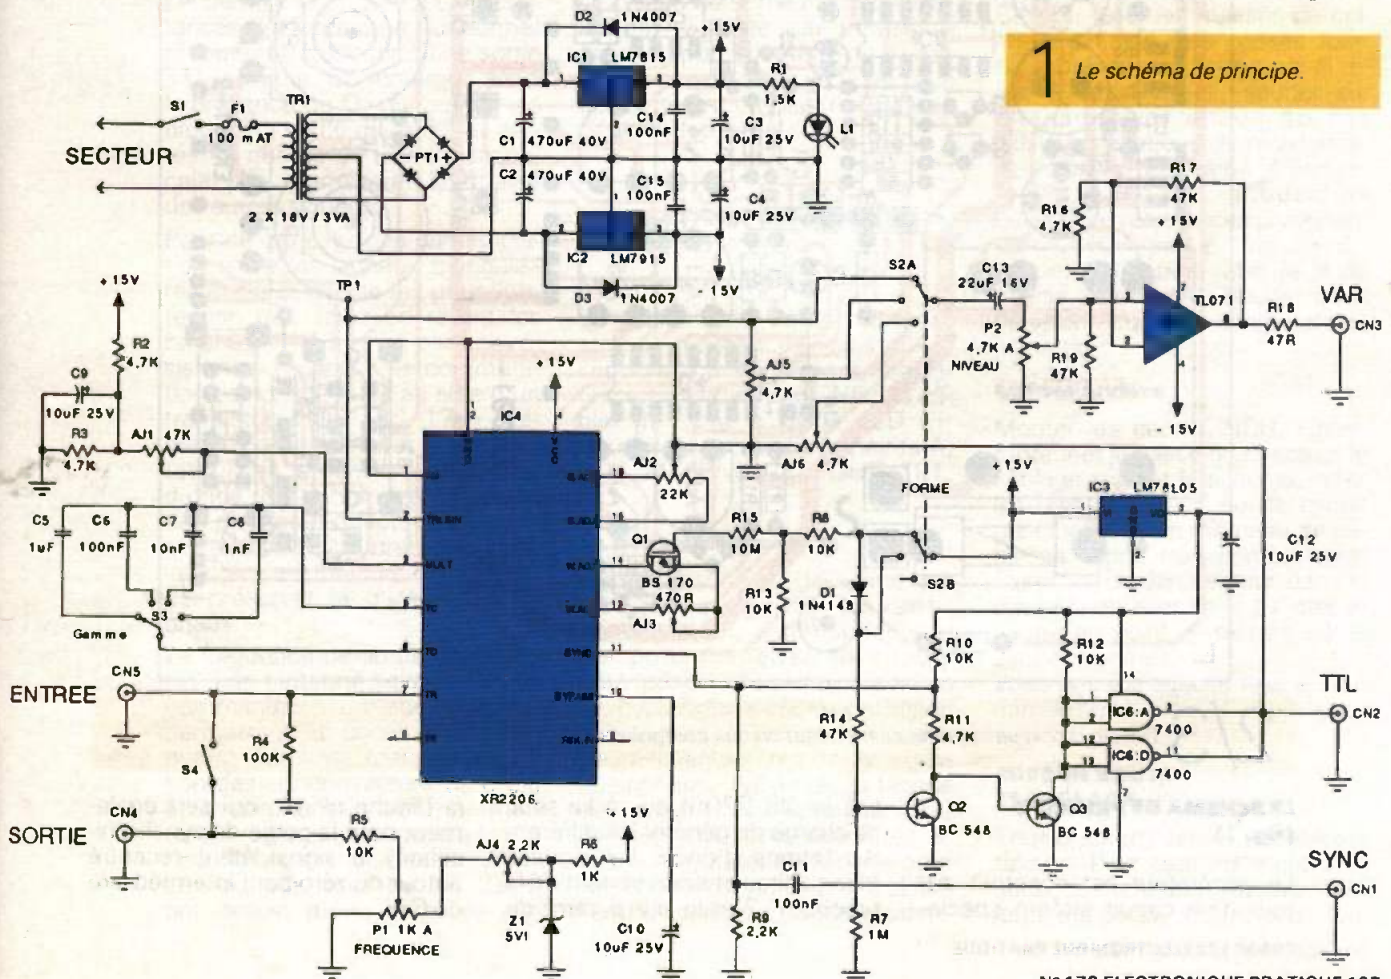 D2 1N4007
+15V
IC1 LM7815
R1
1,5K
1 Le schéma de principe.
S1 F1 TR1
100 mAT
SECTEUR
- PT1 +
C1 470uF 40V
C14
100nF
C3
10uF 25V
L1
C2 470uF 40V
C15
100nF
C4
10uF 25V
2 X 18V / 3VA
IC2 LM7915
D3 1N4007
-15V
R17
47K
R16
4,7K
+15V
TP1
S2A
C13
22uF 16V
TL071
R18
47R
VAR
CN3
P2
4,7K A
NIVEAU
R19
47K
15V
+15V
R2
4,7K
C9
10uF 25V
R3
4,7K
AJ1 47K
+15V
IC4
AJ5
4,7K
AJ6 4,7K
AJ2
22K
FORME
+15V
IC3 LM78L05
C12
10uF 25V
C5
1uF
C6
100nF
C7
10nF
C8
1nF
S3
Gamme
MULT
TC
Q1
BS 170
470R
AJ3
R15
10M
R8
10K
R13
10K
D1
1N4148
S2B
R10
10K
R12
10K
14
IC6:A
7400
IC6:D
7400
TTL
CN2
ENTREE
CN5
S4
R4
100K
XR2206
R14
47K
R11
4,7K
Q2
BC 548
Q3
BC 548
SORTIE
CN4
R5
10K
P1 1K A
FREQUENCE
AJ4 2,2K
R6
1K
+15V
Z1
5V1
C10
10uF 25V
R9
2,2K
C11
100nF
R7
1M
SYNC
CN1
N° 173 ELECTRONIQUE PRATIQUE